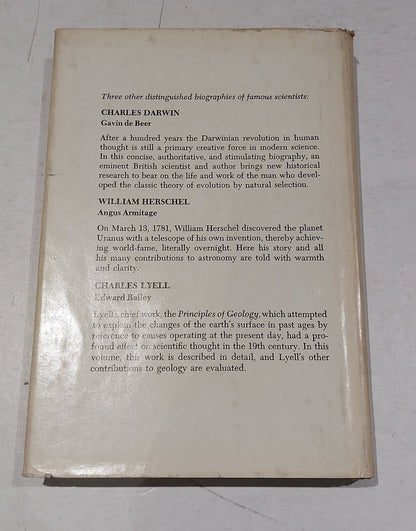 Three other distinguished biographies of famous scientists:
CHARLES DARWIN
Gavin de Beer
After a hundred years the Darwinian revolution in human
thought is still a primary creative force in modern science.
In this concise, authoritative, and stimulating biography, an
eminent British scientist and author brings new historical
research to bear on the life and work of the man who devel-
oped the classic theory of evolution by natural selection.
WILLIAM HERSCHEL
Angus Armitage
On March 13, 1781, William Herschel discovered the planet
Uranus with a telescope of his own invention, thereby achiev-
ing world-fame, literally overnight. Here his story and all
his many contributions to astronomy are told with warmth
and clarity.
CHARLES LYELL
Edward Bailey
Lyell's chief work, the Principles of Geology, which attempted
to explain the changes of the earth's surface in past ages by
reference to causes operating at the present day, had a pro-
found effect on scientific thought in the 19th century. In this
volume, this work is described in detail, and Lyell's other
contributions to geology are evaluated.